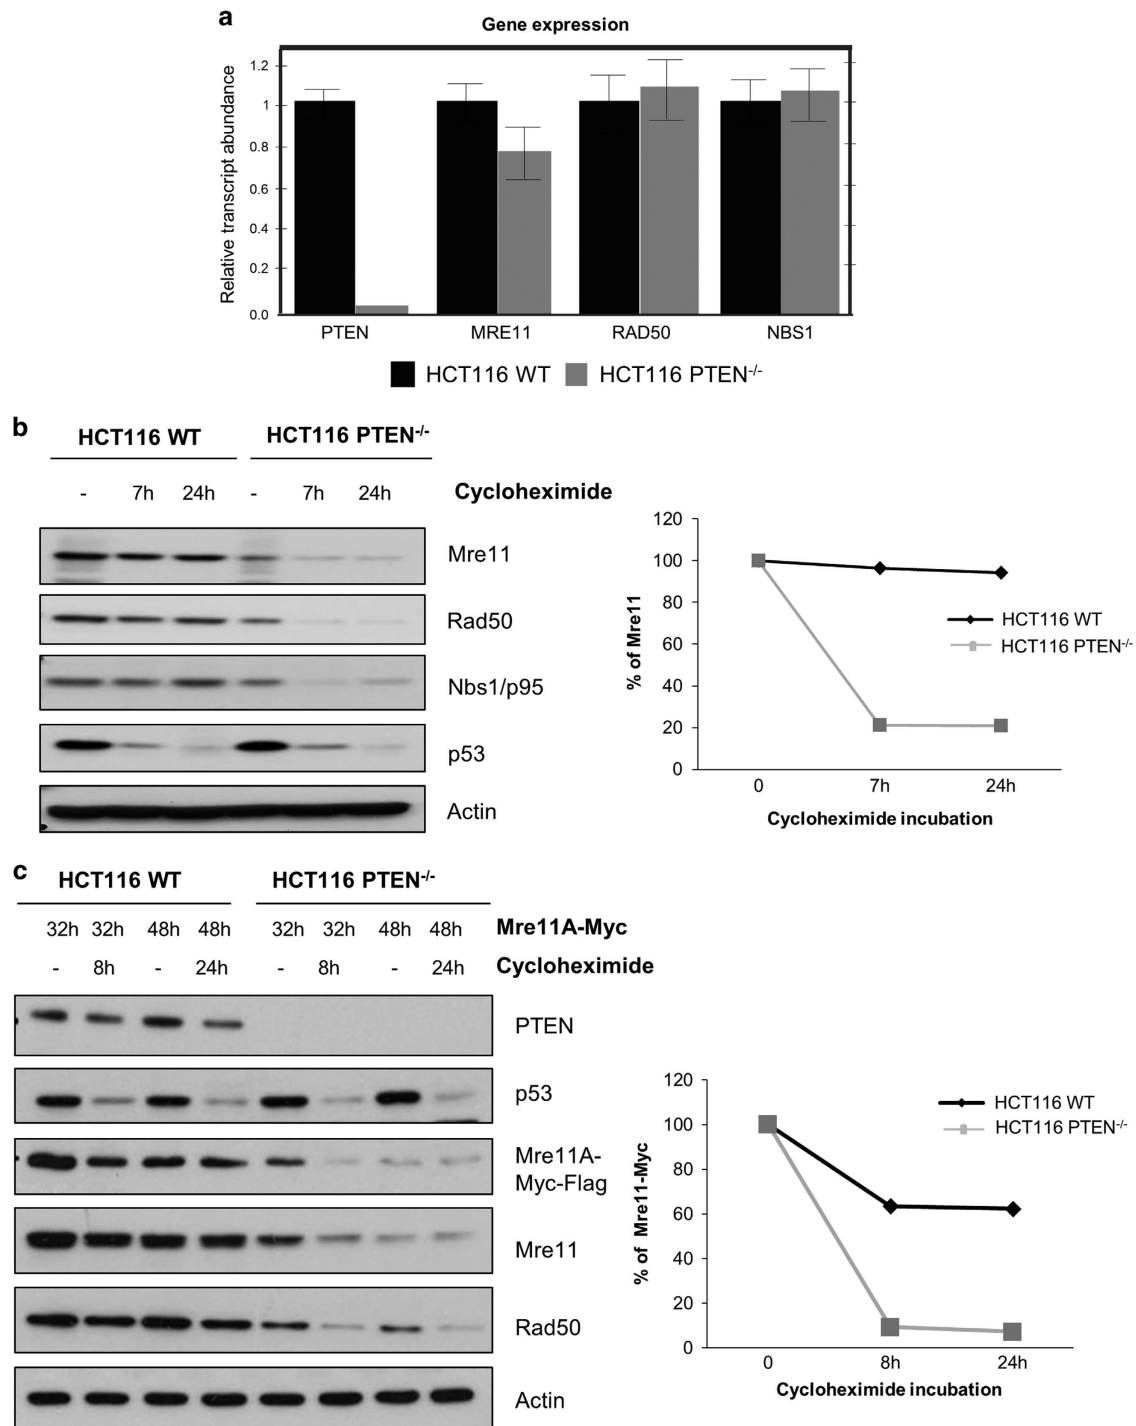 a
Gene expression
Relative transcript abundance
1.2
1
0.8
0.6
0.4
0.2
0.0
PTEN MRE11 RAD50 NBS1
HCT116 WT HCT116 PTEN-/-
b
HCT116 WT HCT116 PTEN-/-
- 7h 24h - 7h 24h Cycloheximide
Mre11
Rad50
Nbs1/p95
p53
Actin
% of Mre11
120
100
80
60
40
20
0
0 7h 24h
Cycloheximide incubation
HCT116 WT
HCT116 PTEN-/-
c
HCT116 WT HCT116 PTEN-/-
32h 32h 48h 48h 32h 32h 48h 48h Mre11A-Myc
- 8h - 24h - 8h - 24h Cycloheximide
PTEN
p53
Mre11A-
Myc-Flag
Mre11
Rad50
Actin
% of Mre11-Myc
120
100
80
60
40
20
0
0 8h 24h
Cycloheximide incubation
HCT116 WT
HCT116 PTEN-/-